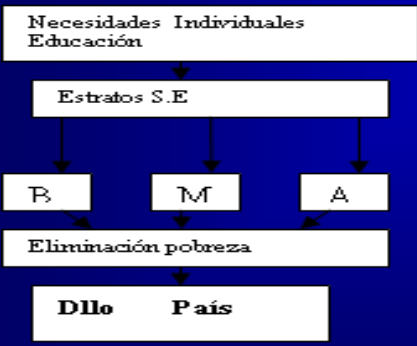 Necesidades Individuales
Educación
Estratos S.E
B M A
Eliminación pobreza
Dllo País